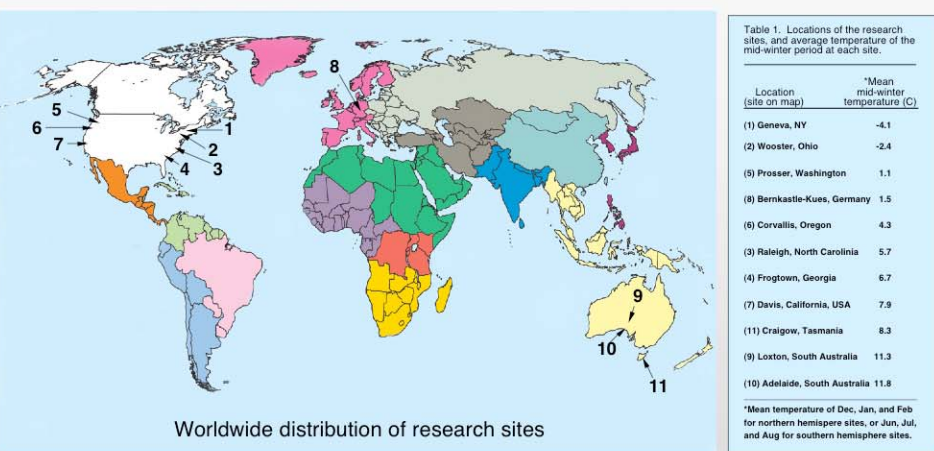 8
5
6
7
1
2
3
4
9
10
11
Worldwide distribution of research sites
Table 1. Locations of the research
sites, and average temperature of the
mid-winter period at each site.
*Mean
Location mid-winter
(site on map) temperature (C)
(1) Geneva, NY -4.1
(2) Wooster, Ohio -2.4
(5) Prosser, Washington 1.1
(8) Bernkastle-Kues, Germany 1.5
(6) Corvallis, Oregon 4.3
(3) Raleigh, North Carolinia 5.7
(4) Frogtown, Georgia 6.7
(7) Davis, California, USA 7.9
(11) Craigow, Tasmania 8.3
(9) Loxton, South Australia 11.3
(10) Adelaide, South Australia 11.8
*Mean temperature of Dec, Jan, and Feb
for northern hemispere sites, or Jun, Jul,
and Aug for southern hemisphere sites.